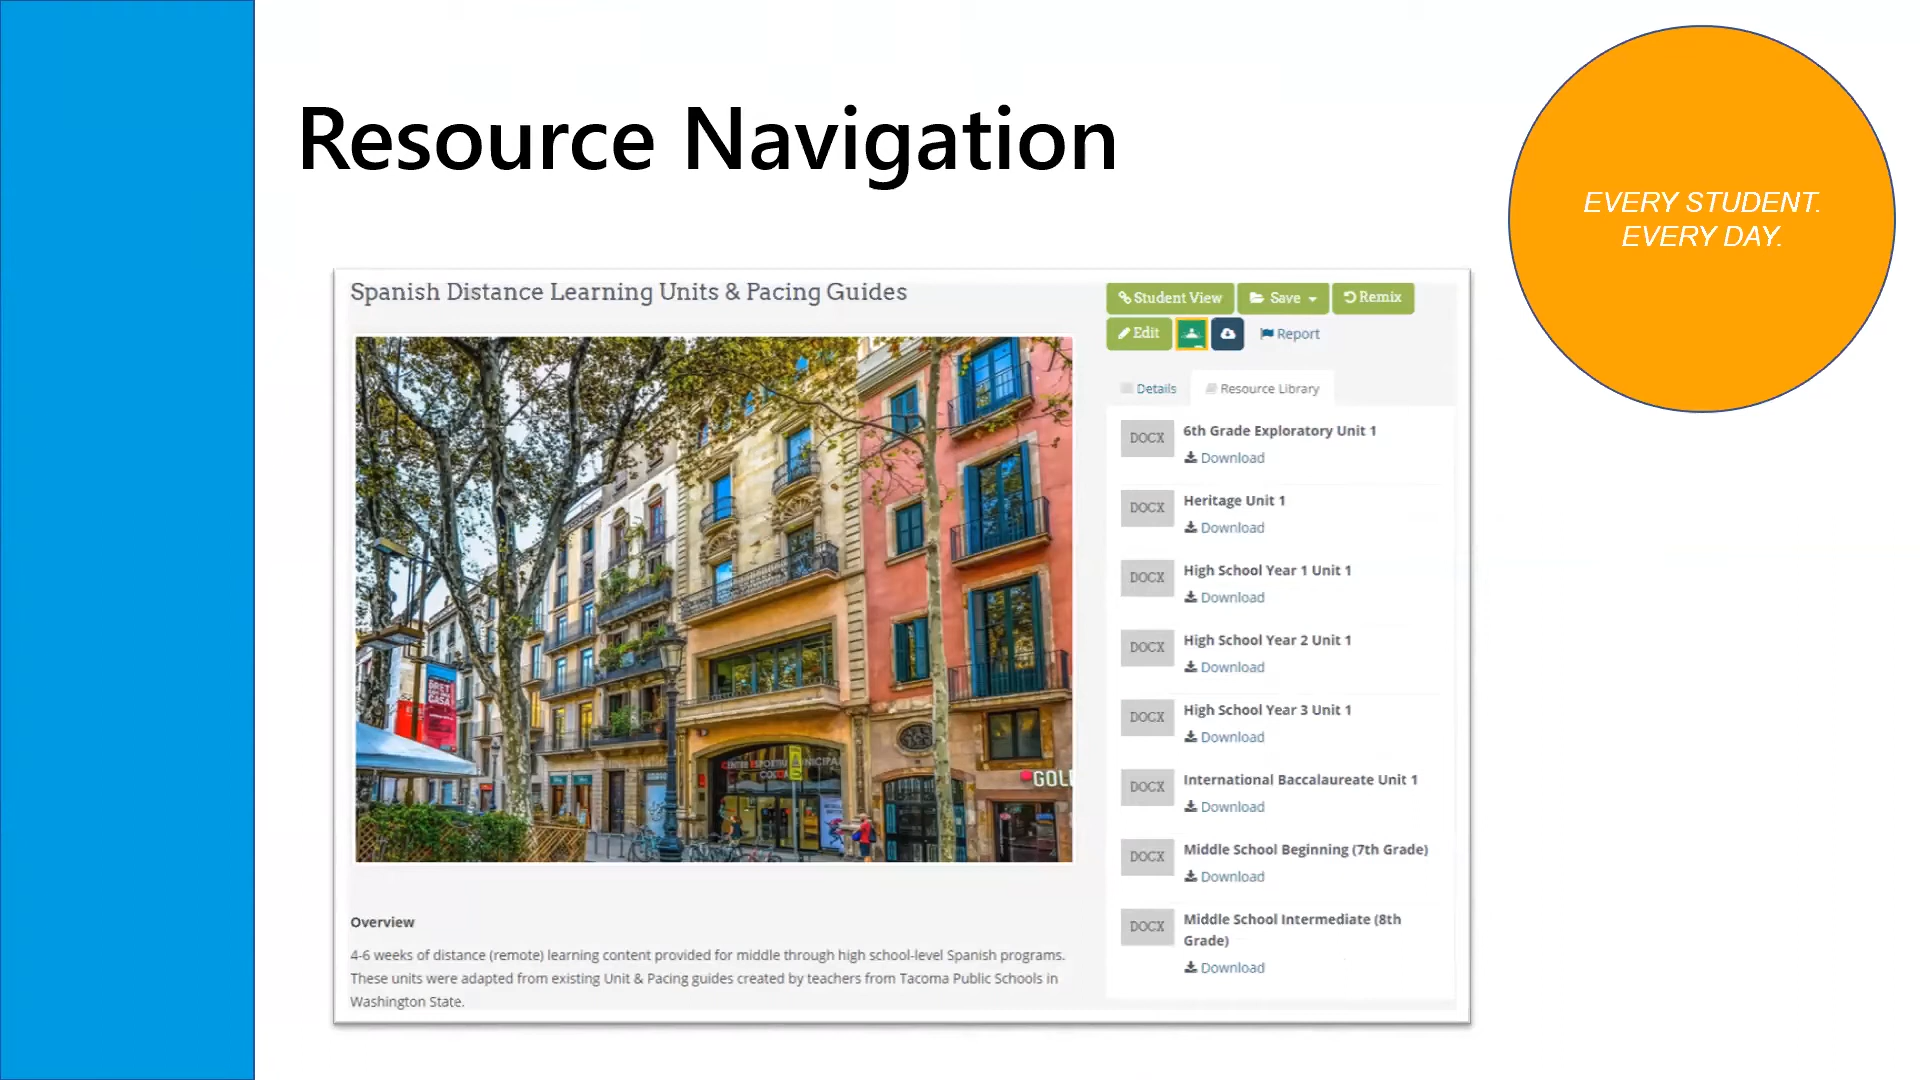 Resource Navigation
EVERY STUDENT.
EVERY DAY.
Spanish Distance Learning Units & Pacing Guides
Student View
Save
Remix
Edit
Report
Details
Resource Library
DOCX
6th Grade Exploratory Unit 1
Download
DOCX
Heritage Unit 1
Download
DOCX
High School Year 1 Unit 1
Download
DOCX
High School Year 2 Unit 1
Download
DOCX
High School Year 3 Unit 1
Download
DOCX
International Baccalaureate Unit 1
Download
DOCX
Middle School Beginning (7th Grade)
Download
DOCX
Middle School Intermediate (8th
Grade)
Download
CASA
GOL
Overview
4-6 weeks of distance (remote) learning content provided for middle through high school-level Spanish programs.
These units were adapted from existing Unit & Pacing guides created by teachers from Tacoma Public Schools in
Washington State.